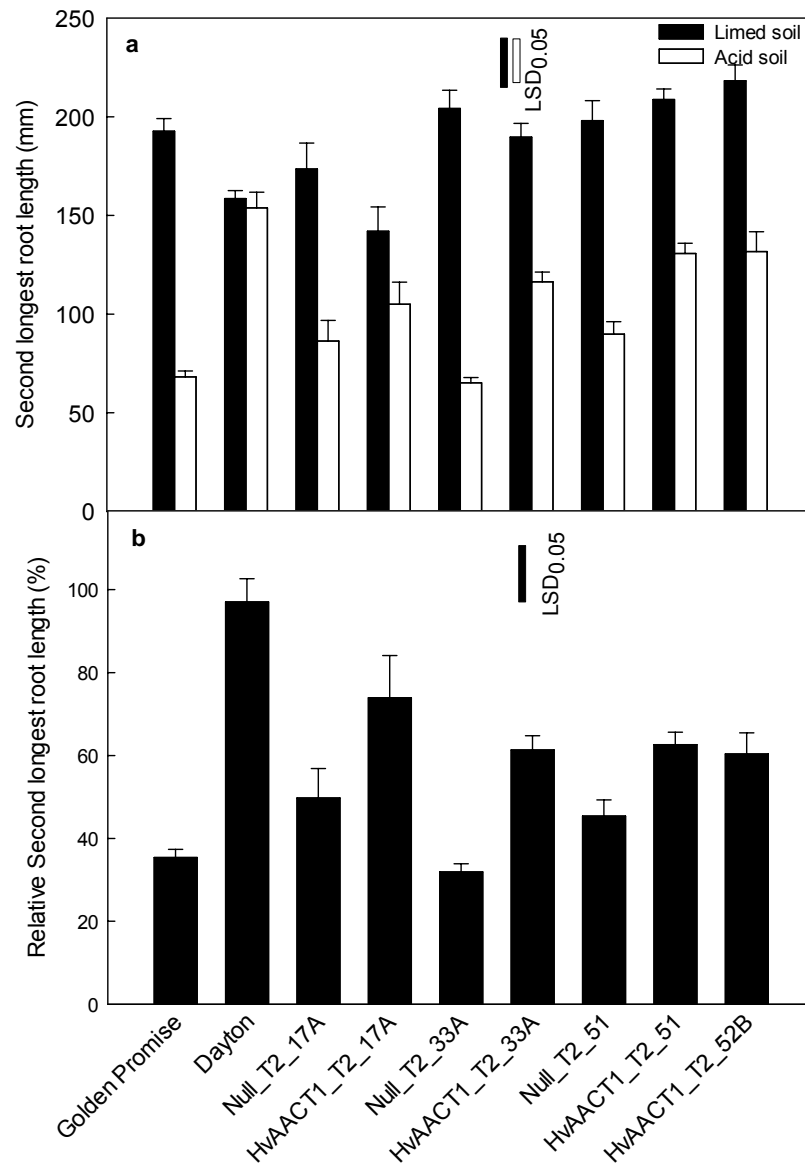 a
Limed soil
Acid soil
LSD0.05
Second longest root length (mm)
250
200
150
100
50
0
b
LSD0.05
Relative Second longest root length (%)
100
80
60
40
20
0
Golden Promise
Dayton
Null_T2_17A
HvAACT1_T2_17A
Null_T2_33A
HvAACT1_T2_33A
Null_T2_51
HvAACT1_T2_51
HvAACT1_T2_52B